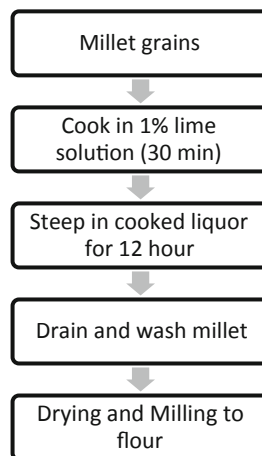 Millet grains
Cook in 1% lime
solution (30 min)
Steep in cooked liquor
for 12 hour
Drain and wash millet
Drying and Milling to
flour